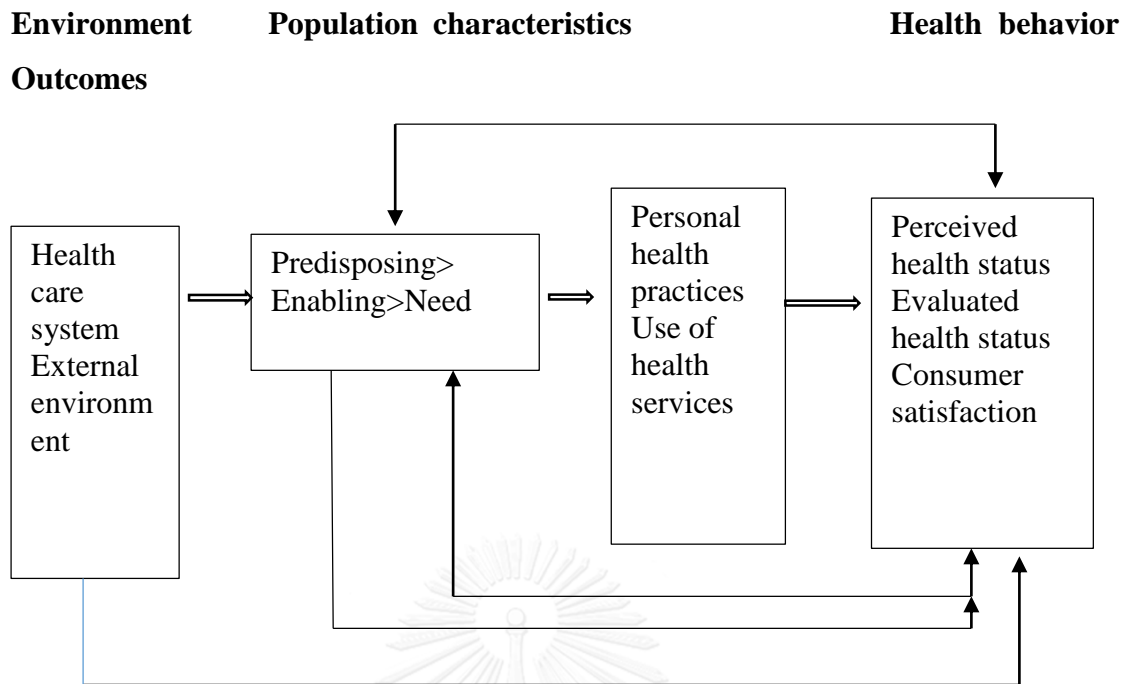 Environment Population characteristics Health behavior
Outcomes
Health
care
system
External
environm
ent
Predisposing>
Enabling>Need
Personal
health
practices
Use of
health
services
Perceived
health status
Evaluated
health status
Consumer
satisfaction